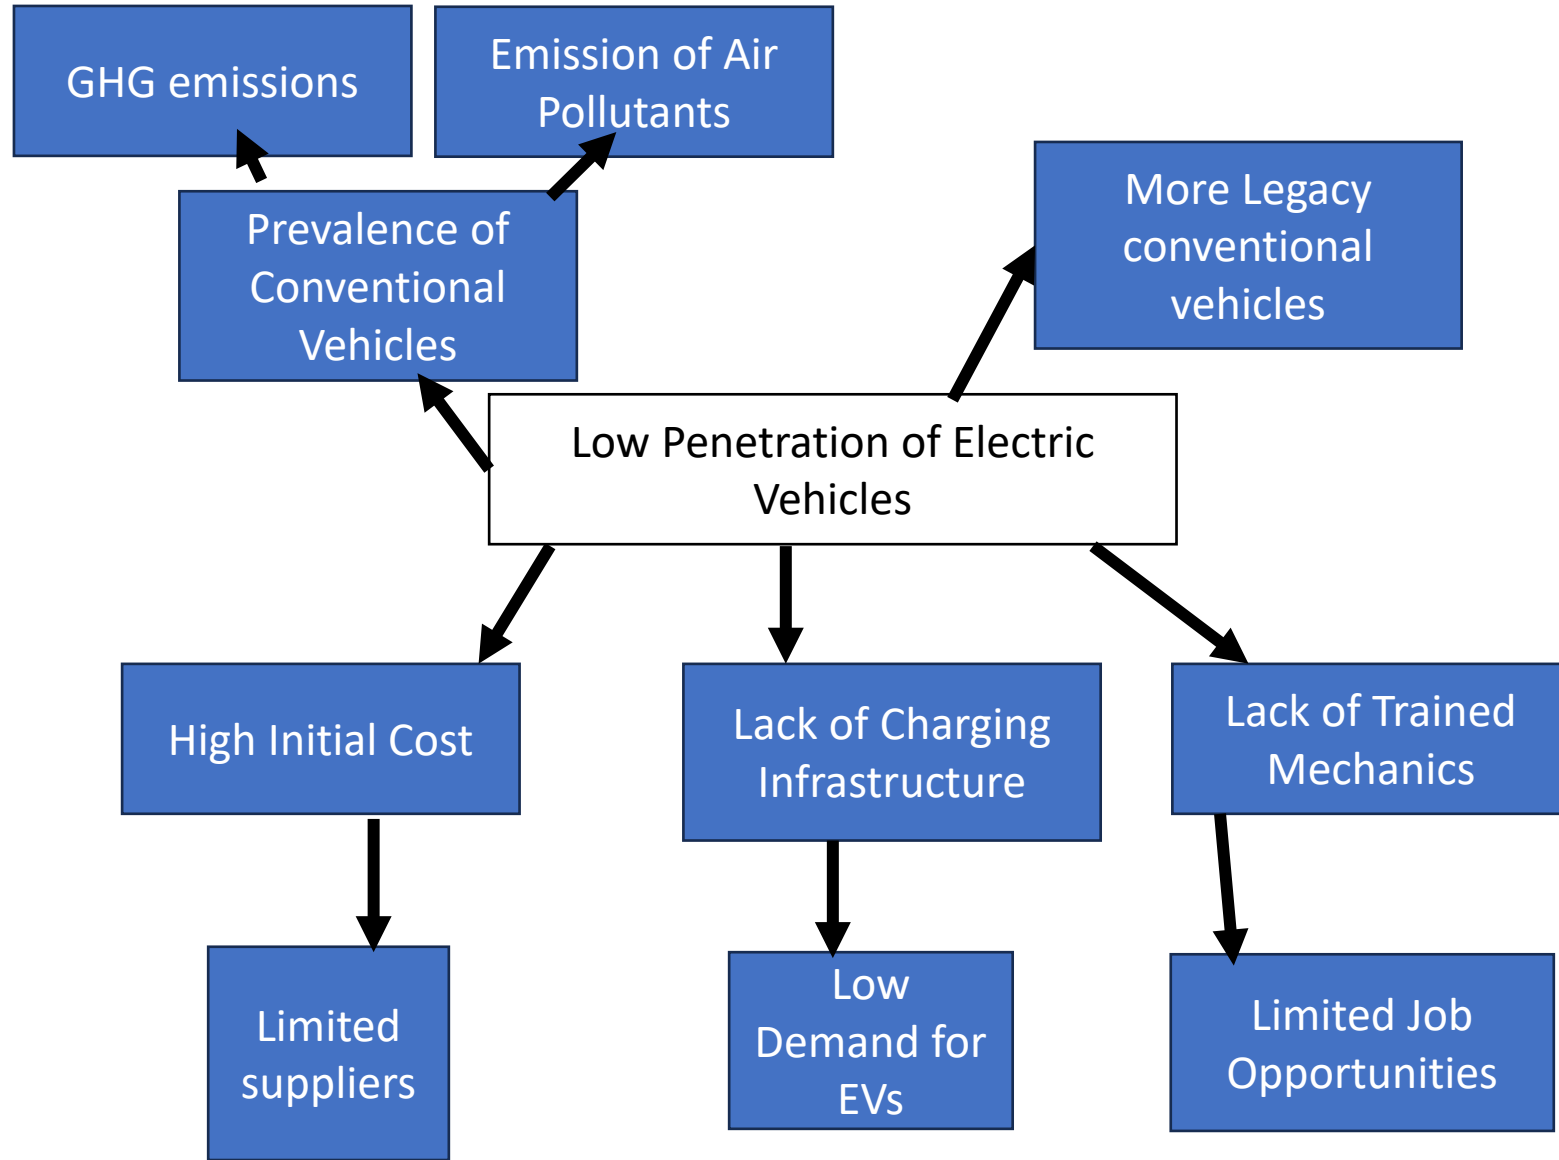 GHG emissions
Emission of Air
Pollutants
More Legacy
conventional
vehicles
Prevalence of
Conventional
Vehicles
Low Penetration of Electric
Vehicles
High Initial Cost
Lack of Charging
Infrastructure
Lack of Trained
Mechanics
Limited
suppliers
Low
Demand for
EVs
Limited Job
Opportunities